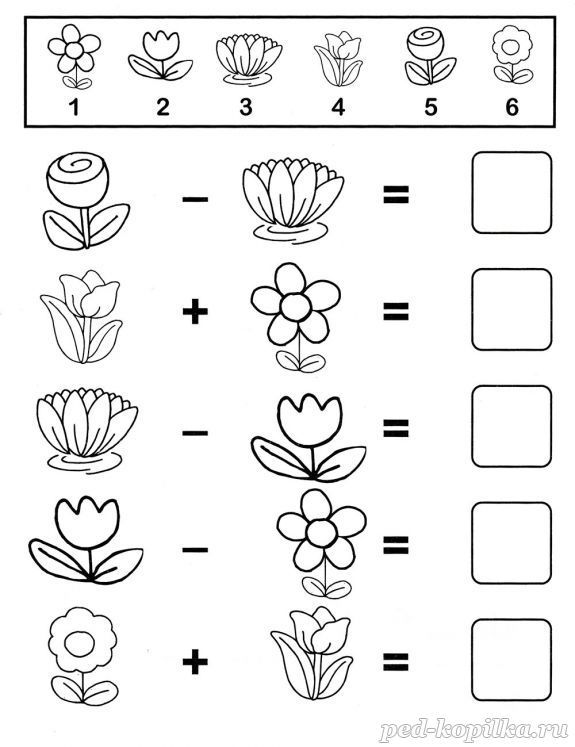 1 2 3 4 5 6
− =
+ =
− =
− =
+ =
ped-kopilka.ru